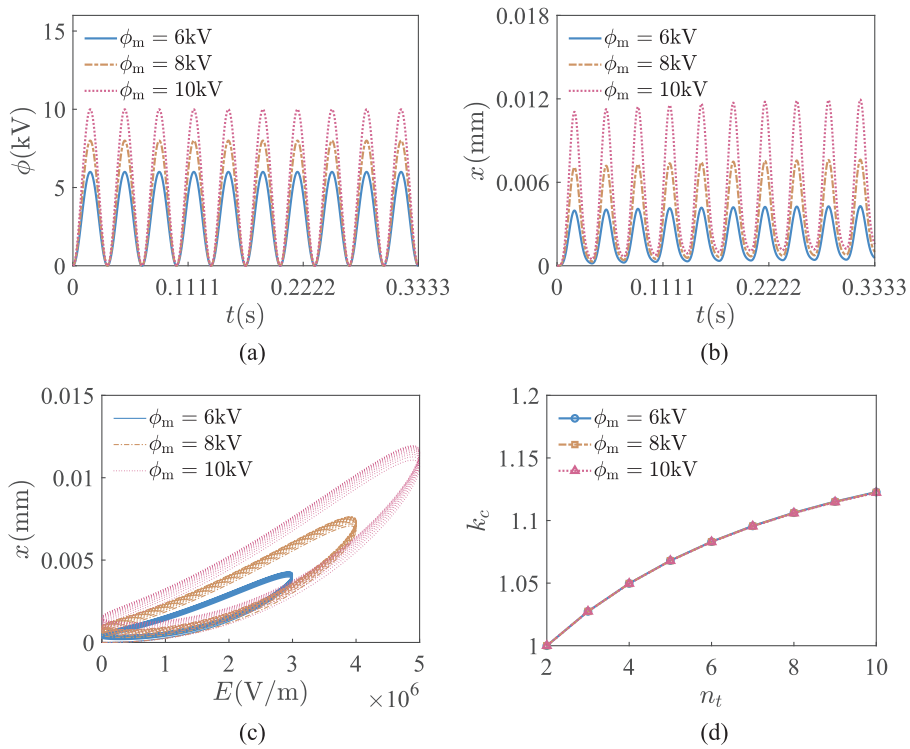 15
10
5
0
ϕ(kV)
ϕm = 6kV
ϕm = 8kV
ϕm = 10kV
0
0.1111
0.2222
0.3333
t(s)
(a)
0.018
0.012
0.006
0
x(mm)
ϕm = 6kV
ϕm = 8kV
ϕm = 10kV
0
0.1111
0.2222
0.3333
t(s)
(b)
0.015
0.01
0.005
0
x(mm)
ϕm = 6kV
ϕm = 8kV
ϕm = 10kV
0
1
2
3
4
5
E(V/m)
×10⁶
(c)
1.2
1.15
1.1
1.05
1
kc
ϕm = 6kV
ϕm = 8kV
ϕm = 10kV
2
4
6
8
10
nt
(d)